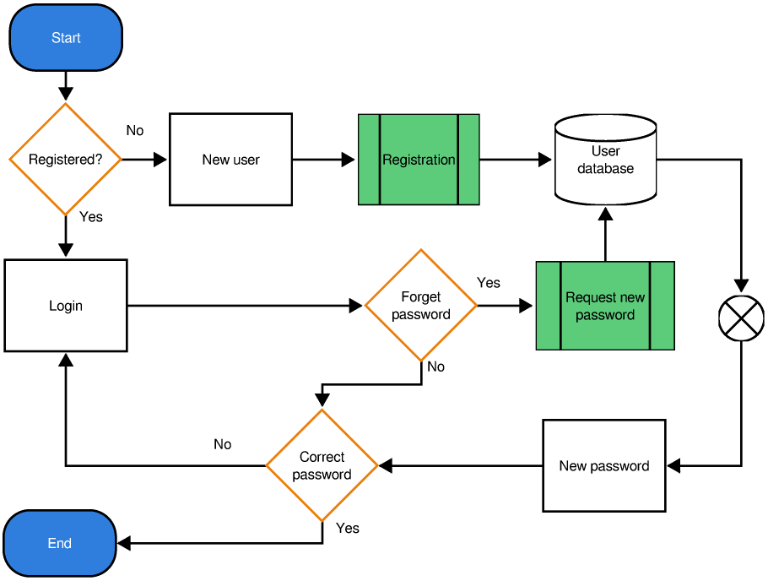 Start
No
Registered?
New user
Registration
User
database
Yes
Login
Forget
password
Yes
Request new
password
No
No
Correct
password
New password
Yes
End